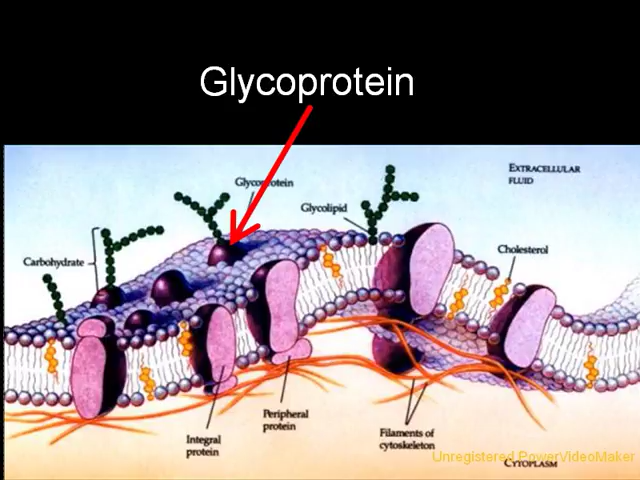 Glycoprotein
EXTRACELLULAR
FLUID
Glycoprotein
Glycolipid
Cholesterol
Carbohydrate
Peripheral
protein
Integral
protein
Filaments of
cytoskeleton
Unregistered PowerVideoMaker
CYTOPLASM